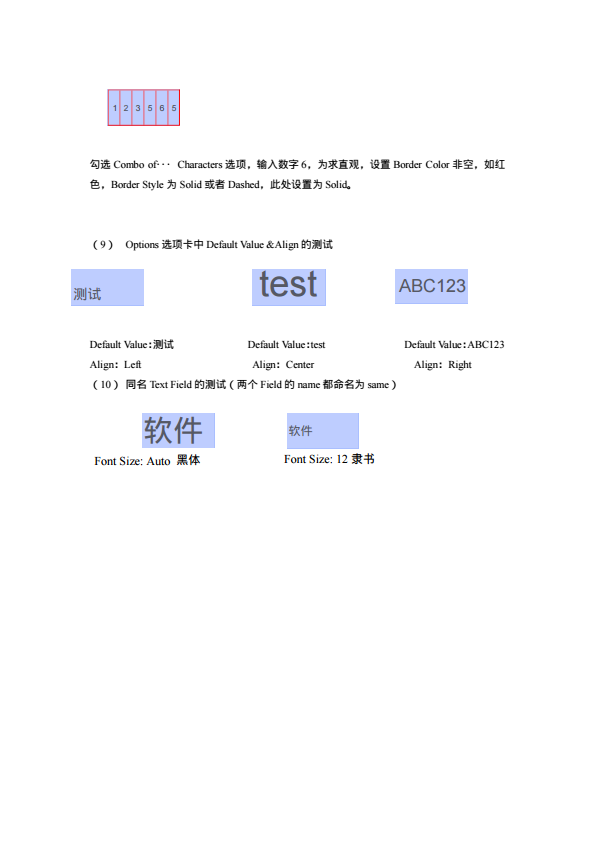 1 2 3 5 6 5
勾选 Combo of··· Characters 选项，输入数字 6，为求直观，设置 Border Color 非空，如红
色，Border Style 为 Solid 或者 Dashed，此处设置为 Solid。
（9） Options 选项卡中 Default Value &Align 的测试
测试 test ABC123
Default Value：测试 Default Value：test Default Value：ABC123
Align：Left Align：Center Align：Right
（10）同名 Text Field 的测试（两个 Field 的 name 都命名为 same）
软件 软件
Font Size: Auto 黑体 Font Size: 12 隶书